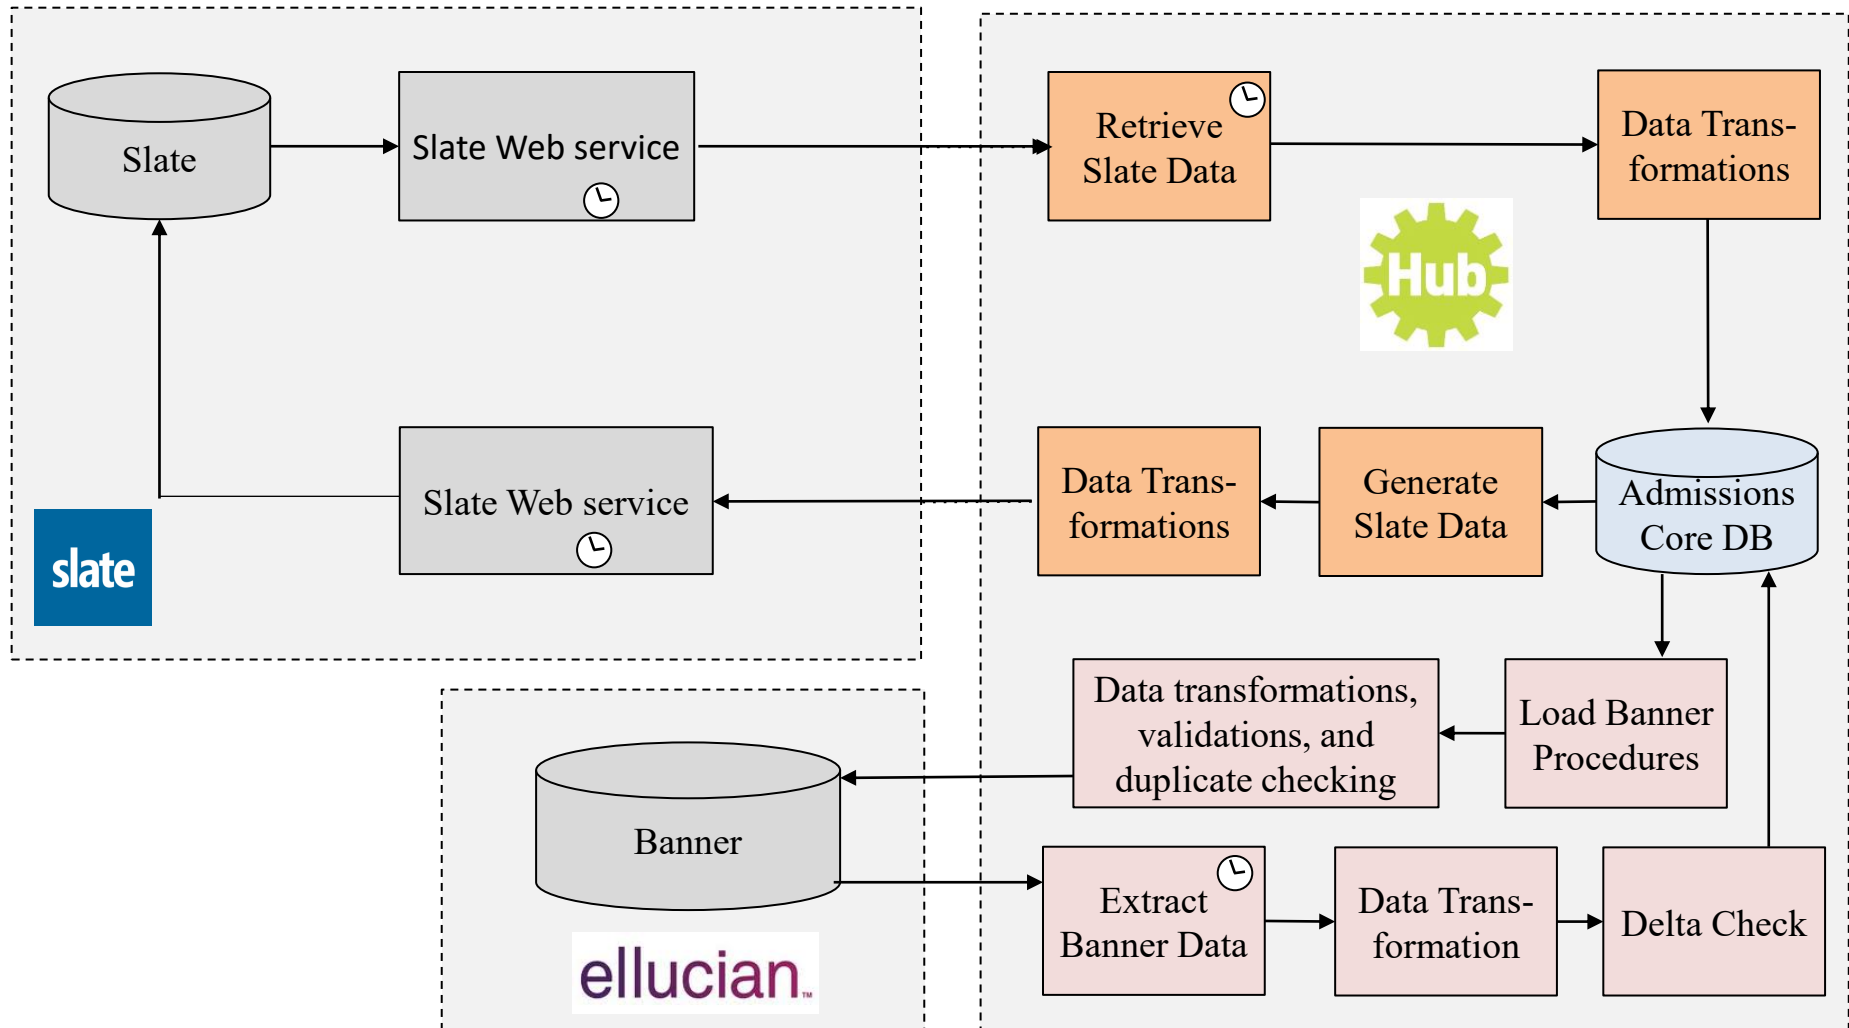 Slate
Slate Web service
Retrieve
Slate Data
Data Trans-
formations
Hub
Slate Web service
Data Trans-
formations
Generate
Slate Data
Admissions
Core DB
slate
Data transformations,
validations, and
duplicate checking
Load Banner
Procedures
Banner
Extract
Banner Data
Data Trans-
formation
Delta Check
ellucian™